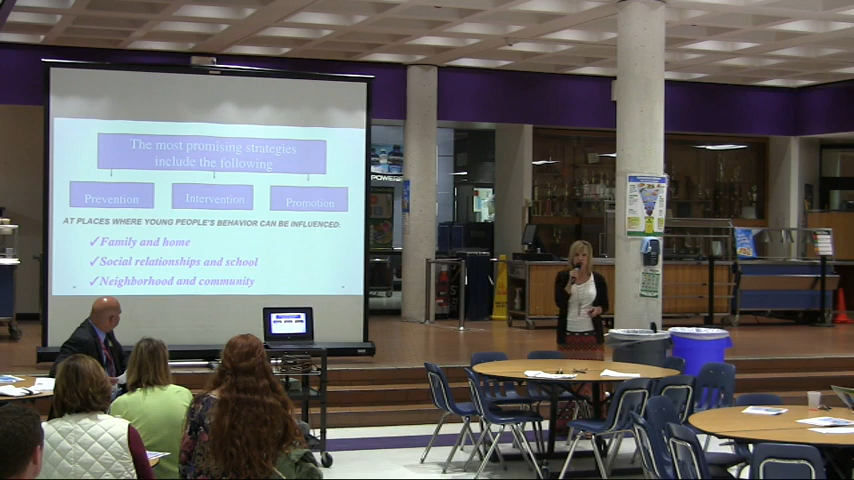 The most promising strategies
include the following
Prevention
Intervention
Promotion
AT PLACES WHERE YOUNG PEOPLE'S BEHAVIOR CAN BE INFLUENCED:
✓Family and home
✓Social relationships and school
✓Neighborhood and community
POWER